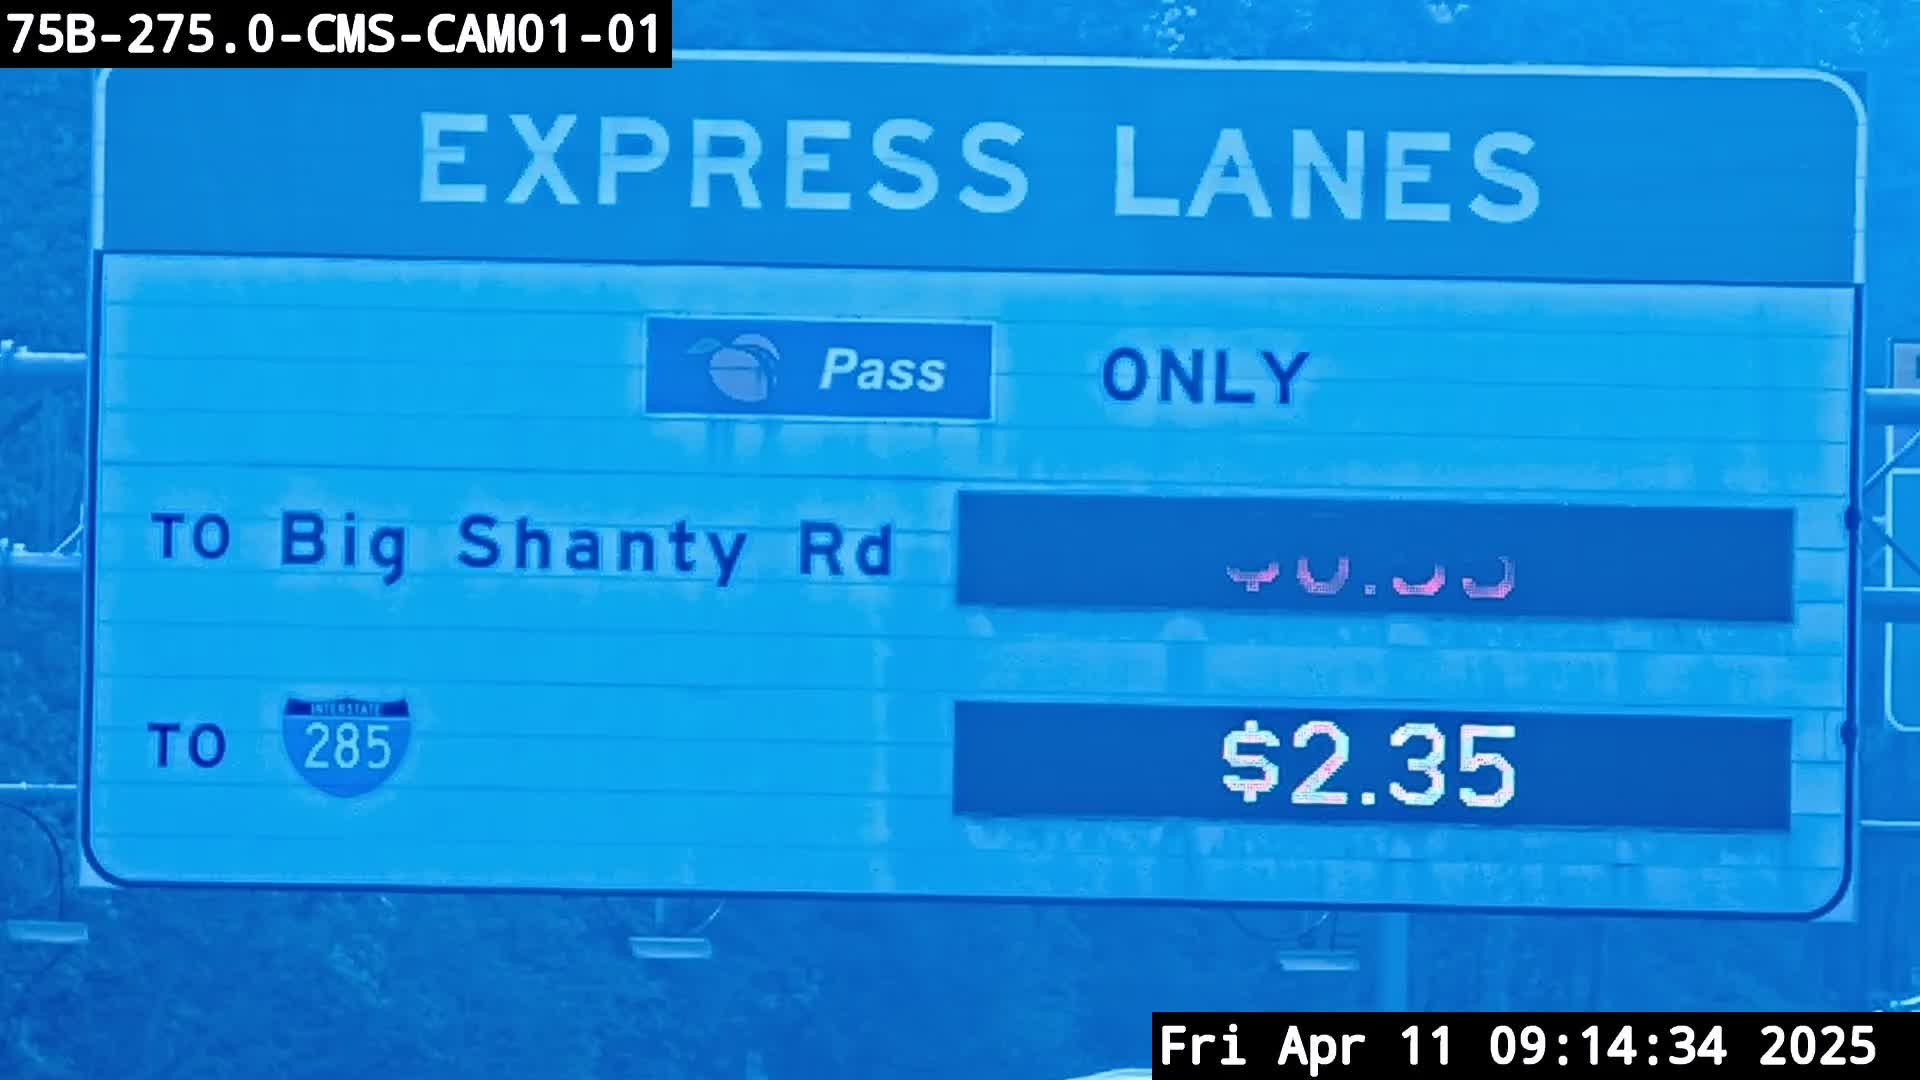 75B-275.0-CMS-CAM01-01
EXPRESS LANES
Pass ONLY
TO Big Shanty Rd
TO INTERSTATE 285 $2.35
Fri Apr 11 09:14:34 2025